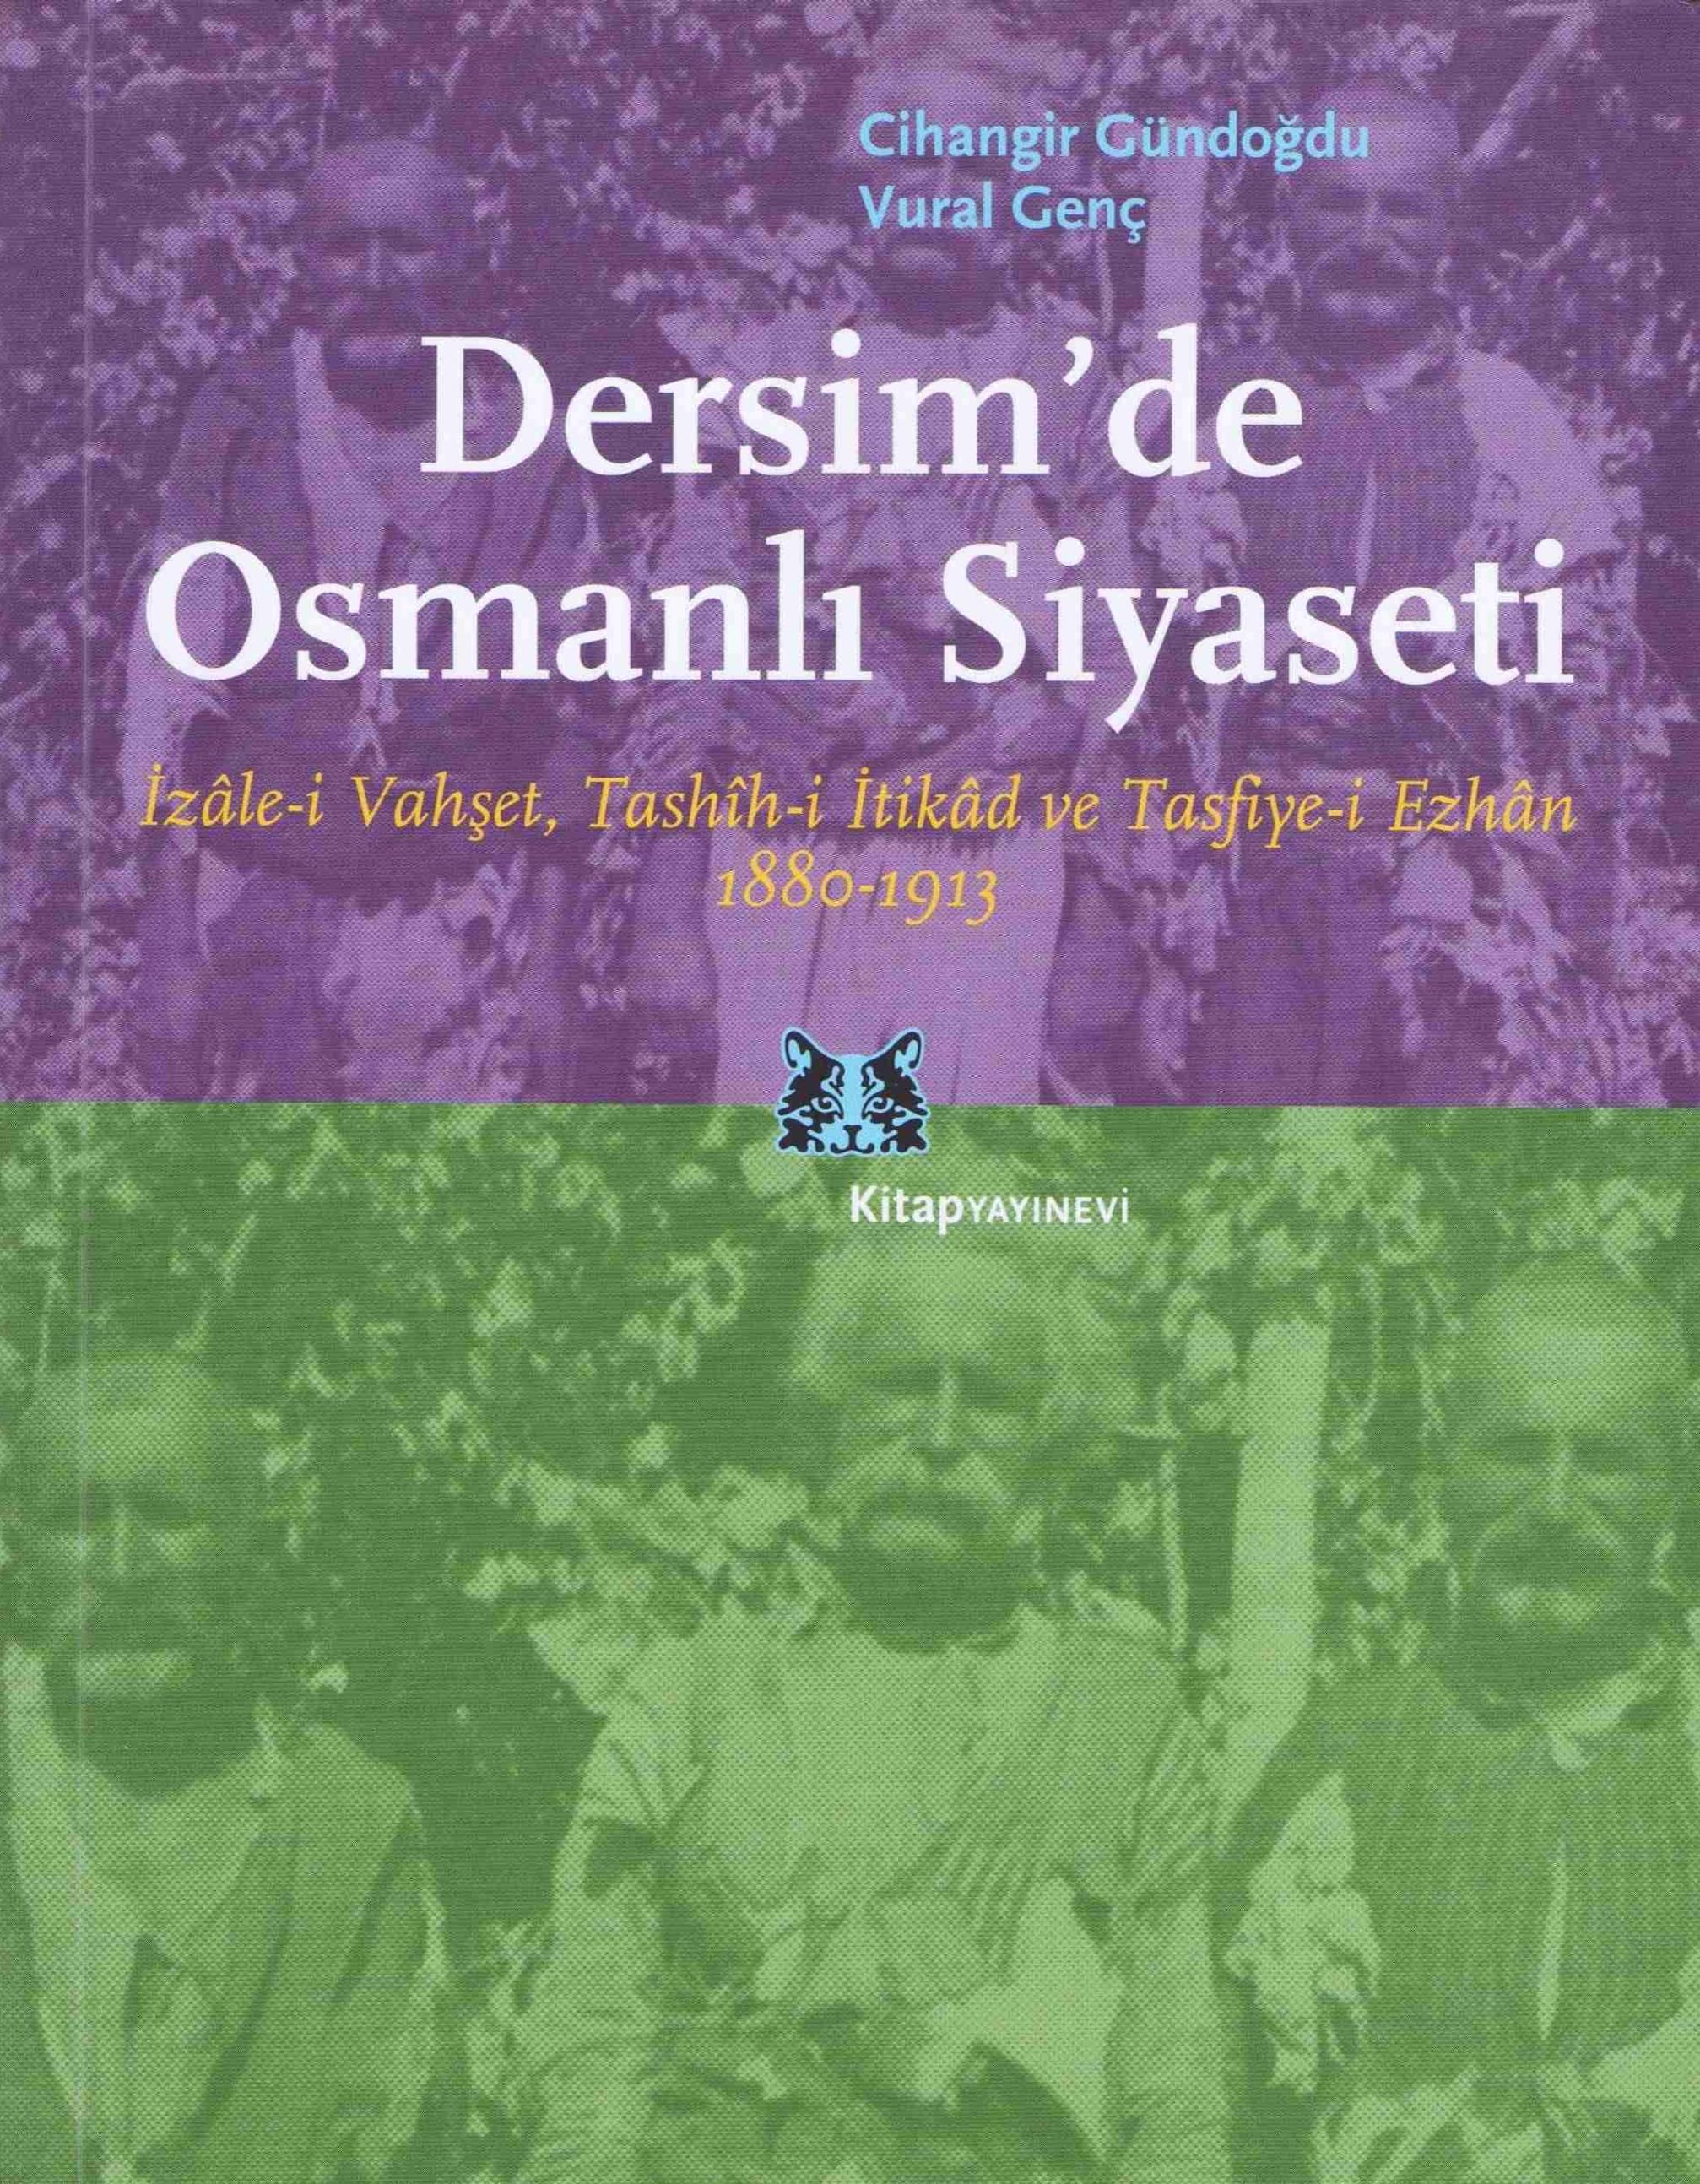 Cihangir Gündoğdu
Vural Genç
Dersim'de
Osmanlı Siyaseti
İzâle-i Vahşet, Tashîh-i İtikâd ve Tasfiye-i Ezhân
1880-1913
KitapYAYINEVİ